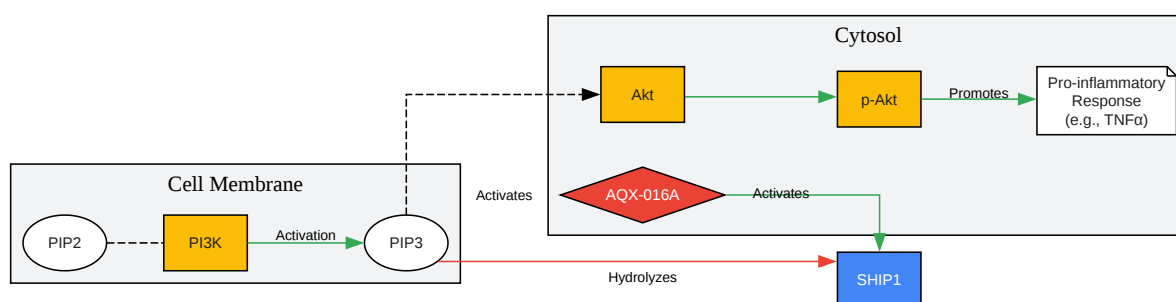 Cytosol
Akt
p-Akt
Promotes
Pro-inflammatory
Response
(e.g., TNFα)
Cell Membrane
Activates
AQX-016A
Activates
PIP2
PI3K
Activation
PIP3
Hydrolyzes
SHIP1